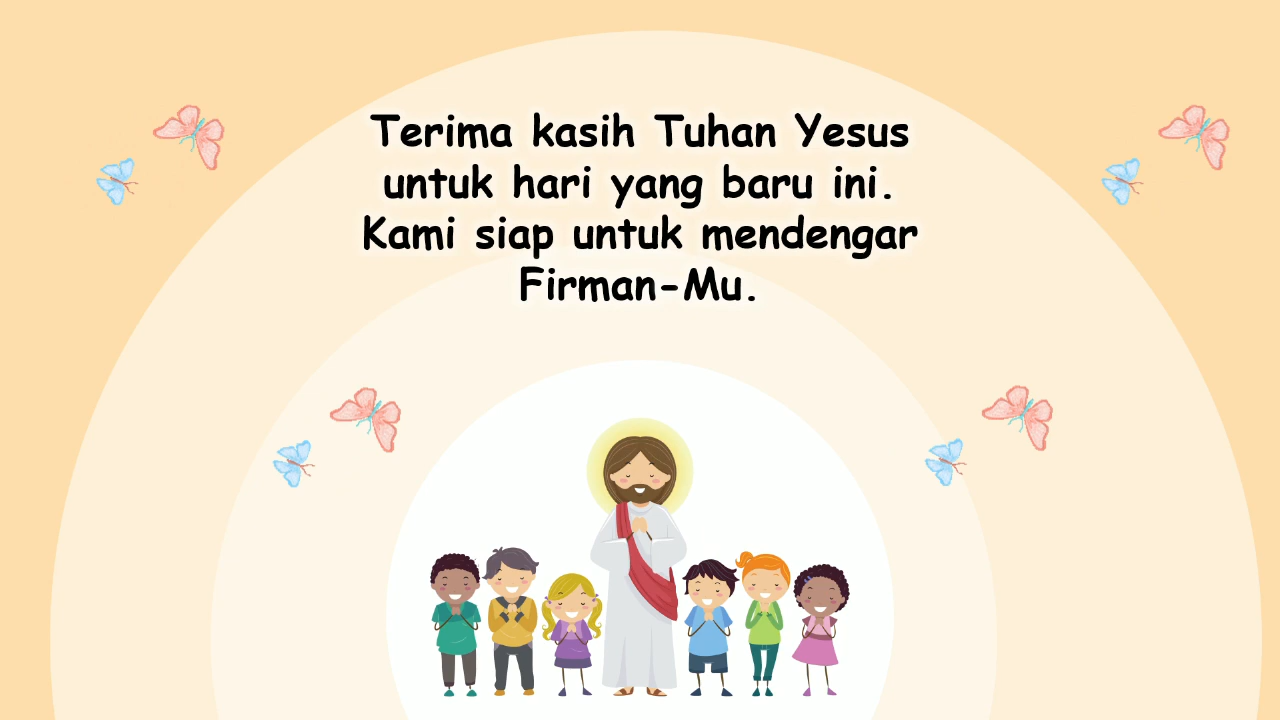 Terima kasih Tuhan Yesus
untuk hari yang baru ini.
Kami siap untuk mendengar
Firman-Mu.